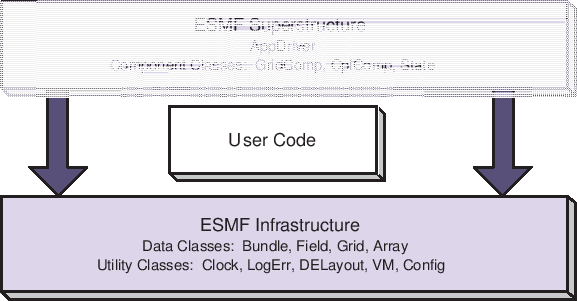 ESMF Superstructure
AppDriver
Component Classes: GridComp, CplComp, State
User Code
ESMF Infrastructure
Data Classes: Bundle, Field, Grid, Array
Utility Classes: Clock, LogErr, DELayout, VM, Config